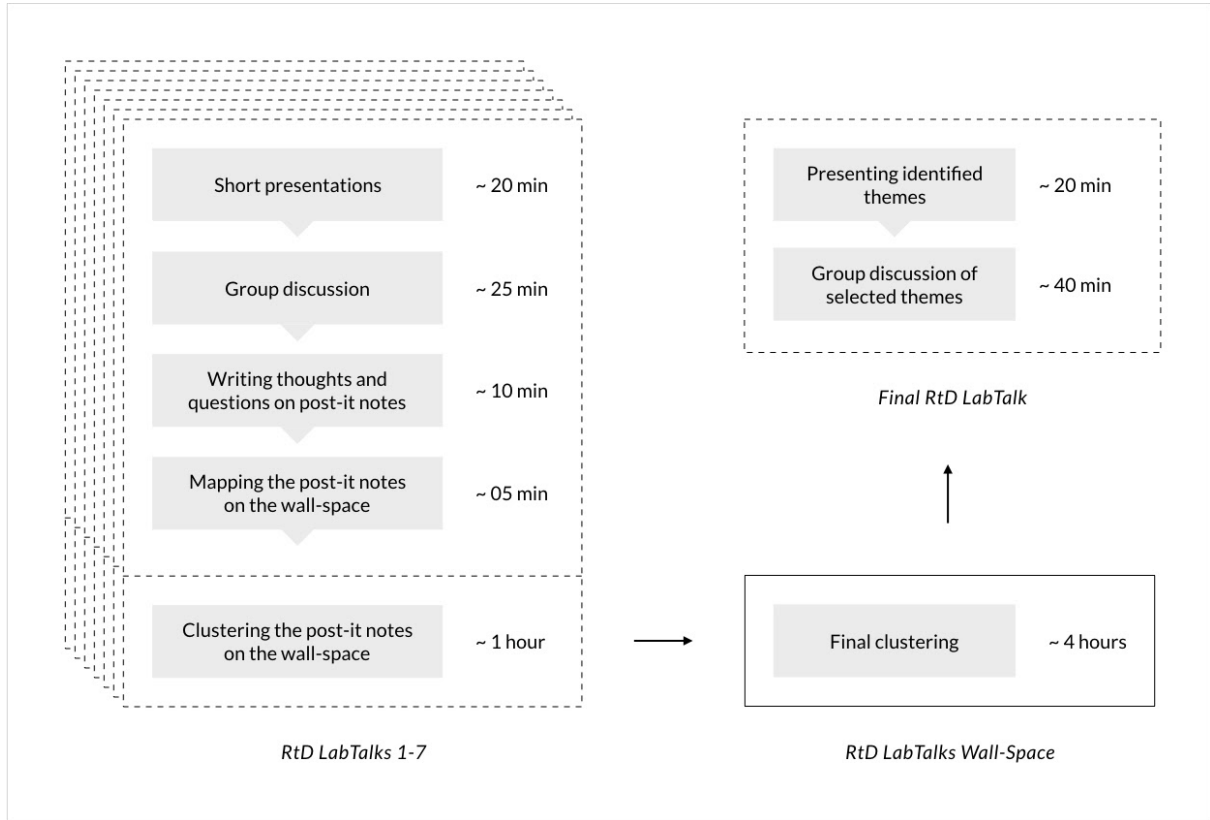 Short presentations
~ 20 min
Group discussion
~ 25 min
Writing thoughts and
questions on post-it notes
~ 10 min
Mapping the post-it notes
on the wall-space
~ 05 min
Clustering the post-it notes
on the wall-space
~ 1 hour
RtD LabTalks 1-7
Presenting identified
themes
~ 20 min
Group discussion of
selected themes
~ 40 min
Final RtD LabTalk
Final clustering
~ 4 hours
RtD LabTalks Wall-Space